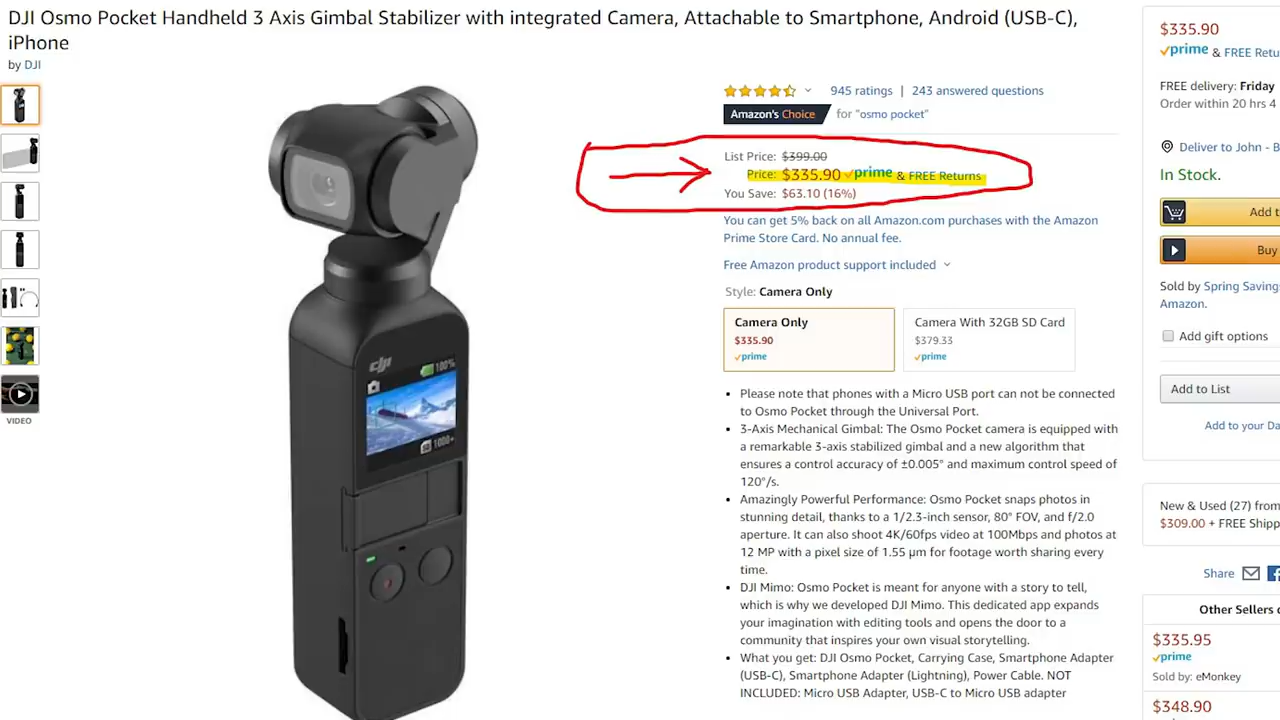 DJI Osmo Pocket Handheld 3 Axis Gimbal Stabilizer with integrated Camera, Attachable to Smartphone, Android (USB-C),
iPhone
by DJI
VIDEO
dji
100%
1000+
945 ratings | 243 answered questions
Amazon's Choice for "osmo pocket"
List Price: $399.00
Price: $335.90 prime & FREE Returns
You Save: $63.10 (16%)
You can get 5% back on all Amazon.com purchases with the Amazon
Prime Store Card. No annual fee.
Free Amazon product support included
Style: Camera Only
Camera Only
$335.90
prime
Camera With 32GB SD Card
$379.33
prime
Please note that phones with a Micro USB port can not be connected
to Osmo Pocket through the Universal Port.
3-Axis Mechanical Gimbal: The Osmo Pocket camera is equipped with
a remarkable 3-axis stabilized gimbal and a new algorithm that
ensures a control accuracy of ±0.005° and maximum control speed of
120°/s.
Amazingly Powerful Performance: Osmo Pocket snaps photos in
stunning detail, thanks to a 1/2.3-inch sensor, 80° FOV, and f/2.0
aperture. It can also shoot 4K/60fps video at 100Mbps and photos at
12 MP with a pixel size of 1.55 μm for footage worth sharing every
time.
DJI Mimo: Osmo Pocket is meant for anyone with a story to tell,
which is why we developed DJI Mimo. This dedicated app expands
your imagination with editing tools and opens the door to a
community that inspires your own visual storytelling.
What you get: DJI Osmo Pocket, Carrying Case, Smartphone Adapter
(USB-C), Smartphone Adapter (Lightning), Power Cable. NOT
INCLUDED: Micro USB Adapter, USB-C to Micro USB adapter
$335.90
prime & FREE Retu
FREE delivery: Friday
Order within 20 hrs 4
Deliver to John - B
In Stock.
Add t
Buy
Sold by Spring Savings
Amazon.
Add gift options
Add to List
Add to your Da
New & Used (27) from
$309.00 + FREE Shipp
Share
Other Sellers o
$335.95
prime
Sold by: eMonkey
$348.90